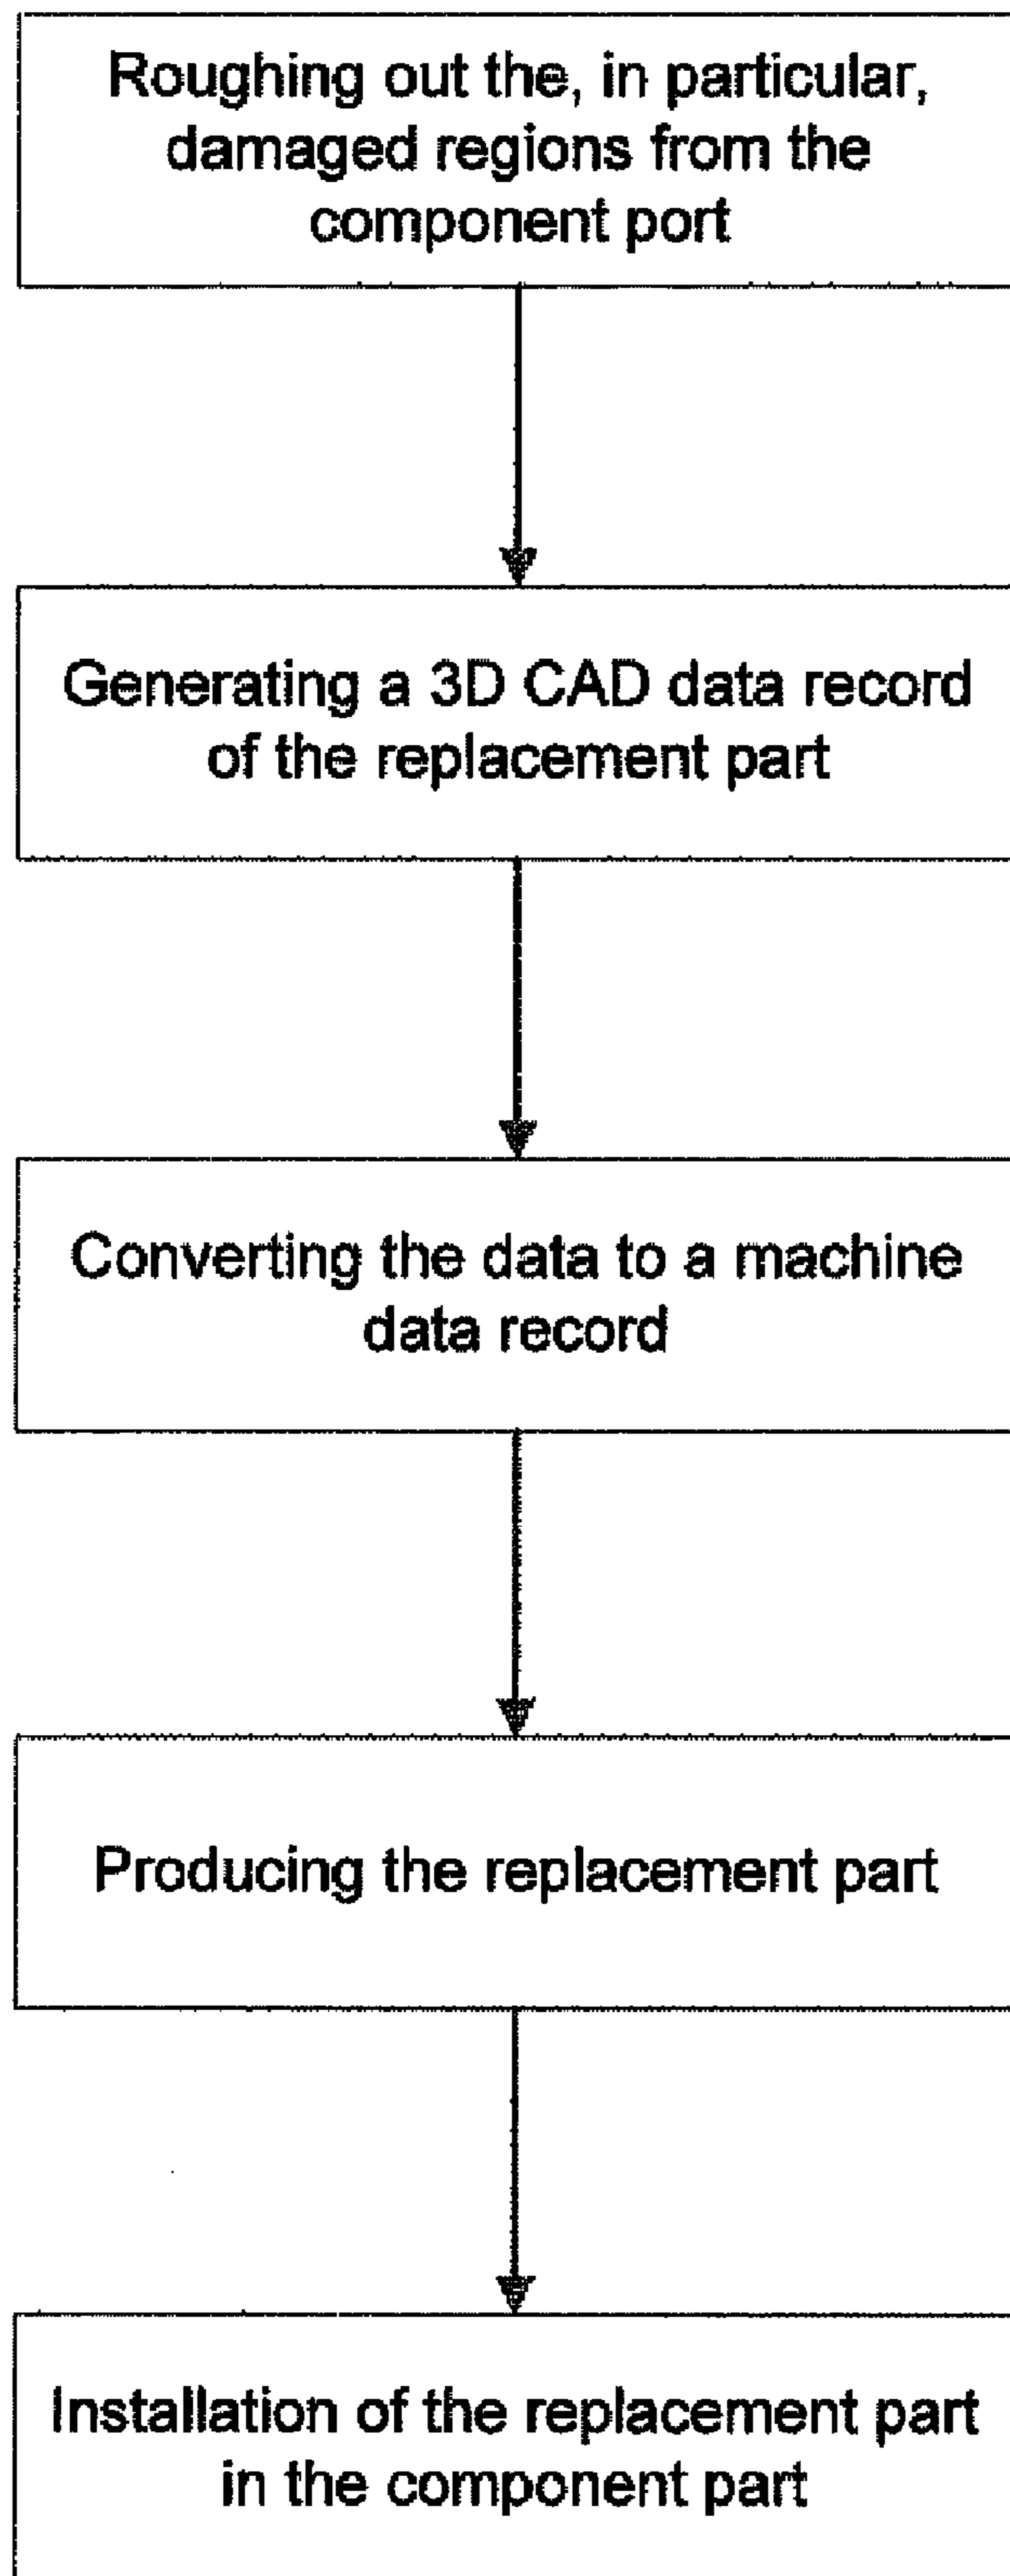 Roughing out the, in particular,
damaged regions from the
component port
Generating a 3D CAD data record
of the replacement part
Converting the data to a machine
data record
Producing the replacement part
Installation of the replacement part
in the component part